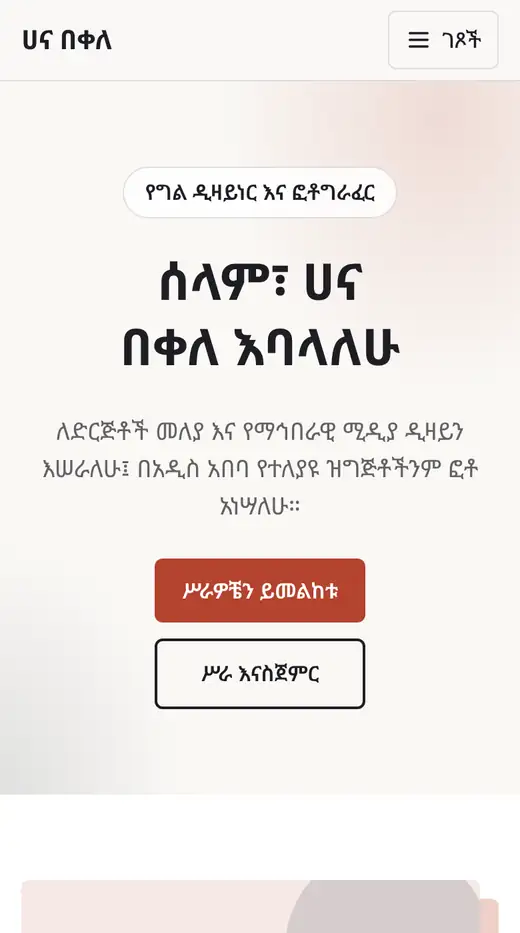 ሀና በቀለ
ገጾች
የግል ዲዛይነር እና ፎቶግራፈር
ሰላም፣ ሀና
በቀለ እባላለሁ
ለድርጅቶች መለያ እና የማኅበራዊ ሚዲያ ዲዛይን
እሠራለሁ፤ በአዲስ አበባ የተለያዩ ዝግጅቶችንም ፎቶ
አነሣለሁ።
ሥራዎቼን ይመልከቱ
ሥራ እናስጀምር